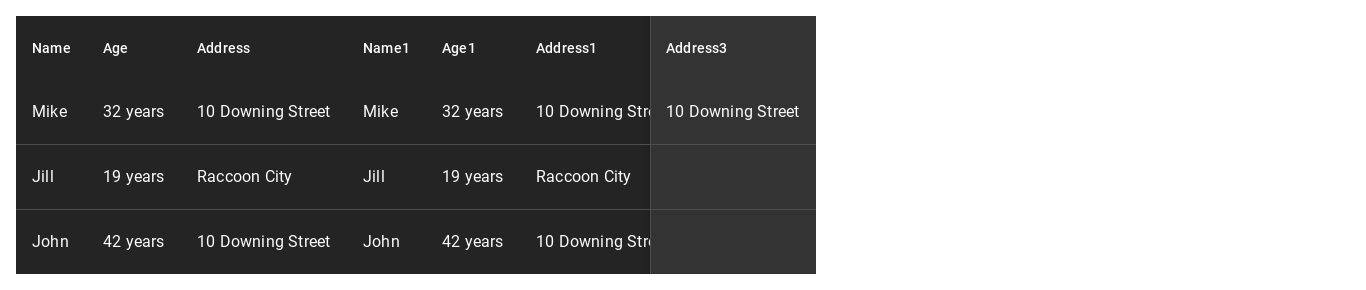 Name Age Address Name1 Age1 Address1 Address3
Mike 32 years 10 Downing Street Mike 32 years 10 Downing Str 10 Downing Street
Jill 19 years Raccoon City Jill 19 years Raccoon City
John 42 years 10 Downing Street John 42 years 10 Downing Str